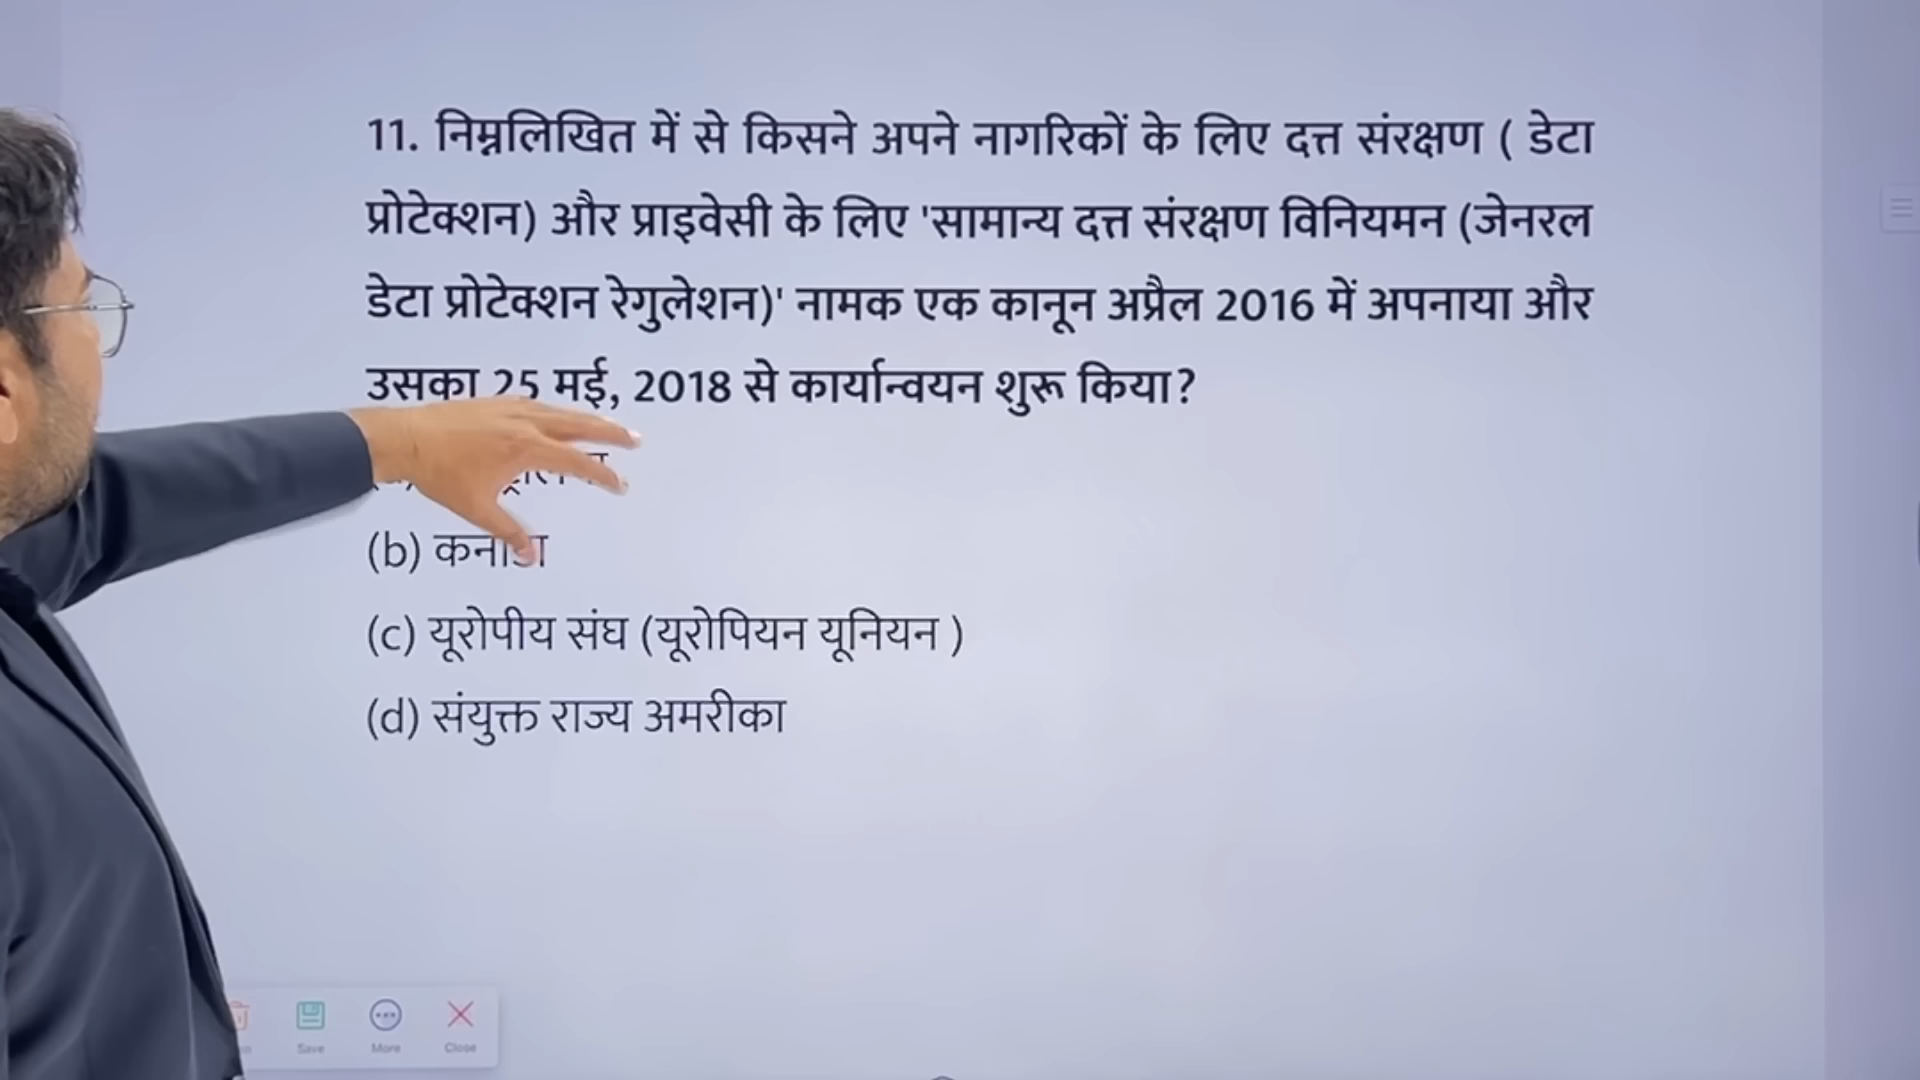 11. निम्नलिखित में से किसने अपने नागरिकों के लिए दत्त संरक्षण ( डेटा
प्रोटेक्शन) और प्राइवेसी के लिए 'सामान्य दत्त संरक्षण विनियमन (जेनरल
डेटा प्रोटेक्शन रेगुलेशन)' नामक एक कानून अप्रैल 2016 में अपनाया और
उसका 25 मई, 2018 से कार्यान्वयन शुरू किया?
(b) कनाडा
(c) यूरोपीय संघ (यूरोपियन यूनियन )
(d) संयुक्त राज्य अमरीका
Save More Close